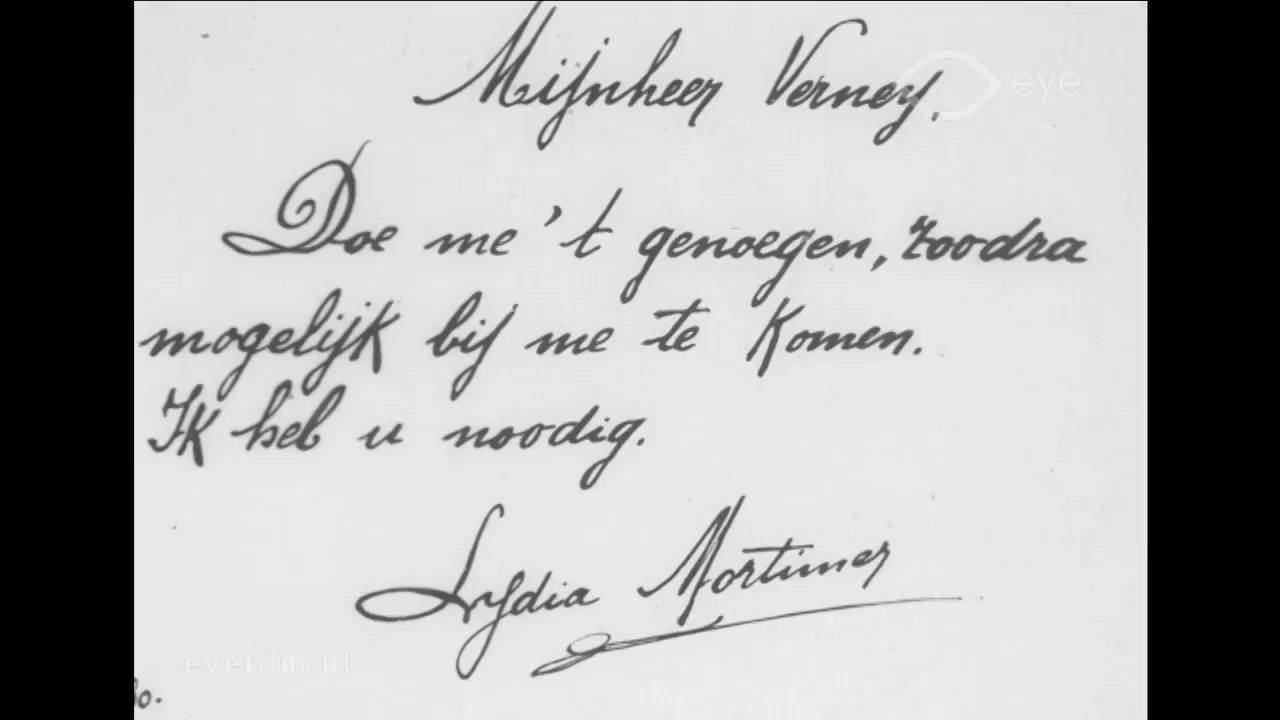 Mijnheer Verney.
eye
Doe me 't genoegen, zoodra
mogelijk bij me te komen.
Ik heb u noodig.
Lydia Mortimer
eyefilm.nl